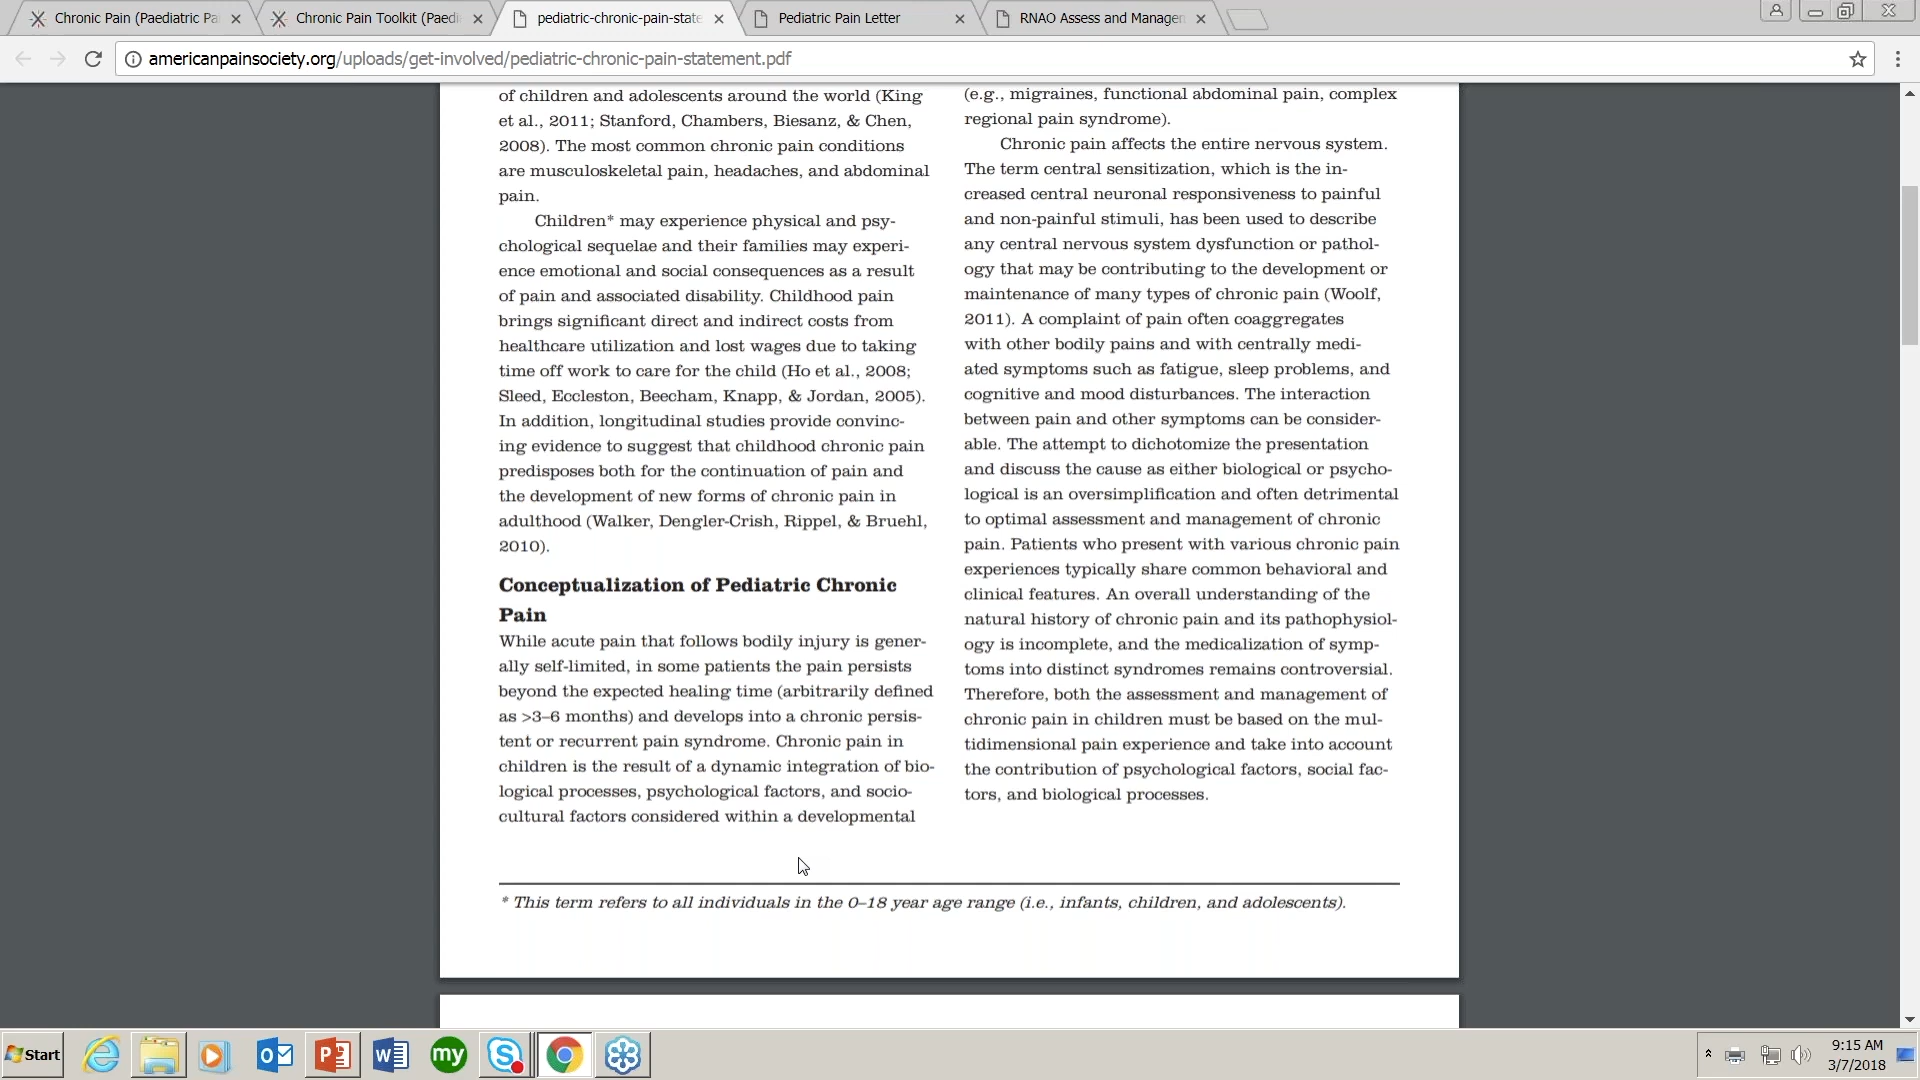 Chronic Pain (Paediatric Pa
Chronic Pain Toolkit (Paedi
pediatric-chronic-pain-state
Pediatric Pain Letter
RNAO Assess and Manager
americanpainsociety.org/uploads/get-involved/pediatric-chronic-pain-statement.pdf
of children and adolescents around the world (King
et al., 2011; Stanford, Chambers, Biesanz, & Chen,
2008). The most common chronic pain conditions
are musculoskeletal pain, headaches, and abdominal
pain.
Children* may experience physical and psy-
chological sequelae and their families may experi-
ence emotional and social consequences as a result
of pain and associated disability. Childhood pain
brings significant direct and indirect costs from
healthcare utilization and lost wages due to taking
time off work to care for the child (Ho et al., 2008;
Sleed, Eccleston, Beecham, Knapp, & Jordan, 2005).
In addition, longitudinal studies provide convinc-
ing evidence to suggest that childhood chronic pain
predisposes both for the continuation of pain and
the development of new forms of chronic pain in
adulthood (Walker, Dengler-Crish, Rippel, & Bruehl,
2010).
Conceptualization of Pediatric Chronic
Pain
While acute pain that follows bodily injury is gener-
ally self-limited, in some patients the pain persists
beyond the expected healing time (arbitrarily defined
as >3–6 months) and develops into a chronic persis-
tent or recurrent pain syndrome. Chronic pain in
children is the result of a dynamic integration of bio-
logical processes, psychological factors, and socio-
cultural factors considered within a developmental
(e.g., migraines, functional abdominal pain, complex
regional pain syndrome).
Chronic pain affects the entire nervous system.
The term central sensitization, which is the in-
creased central neuronal responsiveness to painful
and non-painful stimuli, has been used to describe
any central nervous system dysfunction or pathol-
ogy that may be contributing to the development or
maintenance of many types of chronic pain (Woolf,
2011). A complaint of pain often coaggregates
with other bodily pains and with centrally medi-
ated symptoms such as fatigue, sleep problems, and
cognitive and mood disturbances. The interaction
between pain and other symptoms can be consider-
able. The attempt to dichotomize the presentation
and discuss the cause as either biological or psycho-
logical is an oversimplification and often detrimental
to optimal assessment and management of chronic
pain. Patients who present with various chronic pain
experiences typically share common behavioral and
clinical features. An overall understanding of the
natural history of chronic pain and its pathophysiol-
ogy is incomplete, and the medicalization of symp-
toms into distinct syndromes remains controversial.
Therefore, both the assessment and management of
chronic pain in children must be based on the mul-
tidimensional pain experience and take into account
the contribution of psychological factors, social fac-
tors, and biological processes.
* This term refers to all individuals in the 0–18 year age range (i.e., infants, children, and adolescents).
Start
my
9:15 AM
3/7/2018